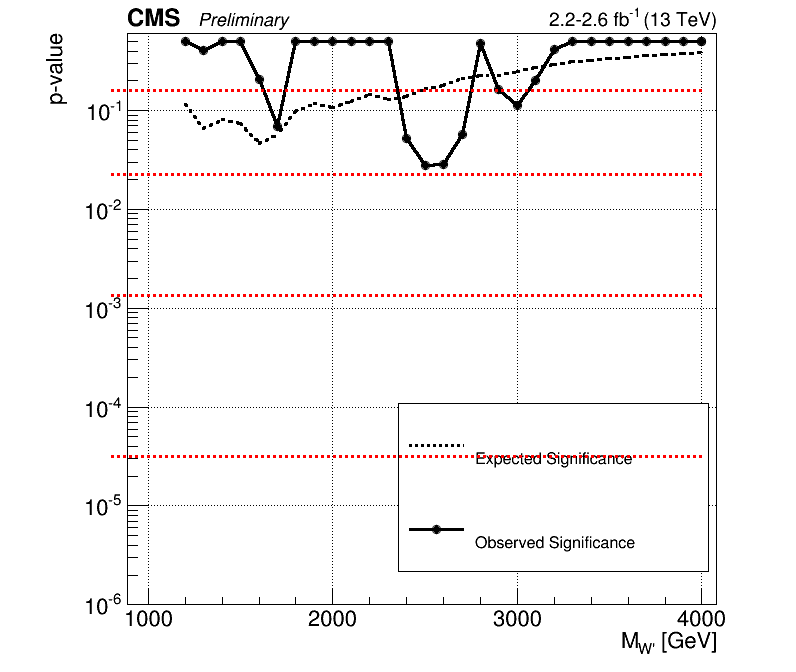 CMS Preliminary 2.2-2.6 fb⁻¹ (13 TeV)
p-value
10⁻¹
10⁻²
10⁻³
10⁻⁴
10⁻⁵
10⁻⁶
Expected Significance
Observed Significance
1000 2000 3000 4000
M_W' [GeV]